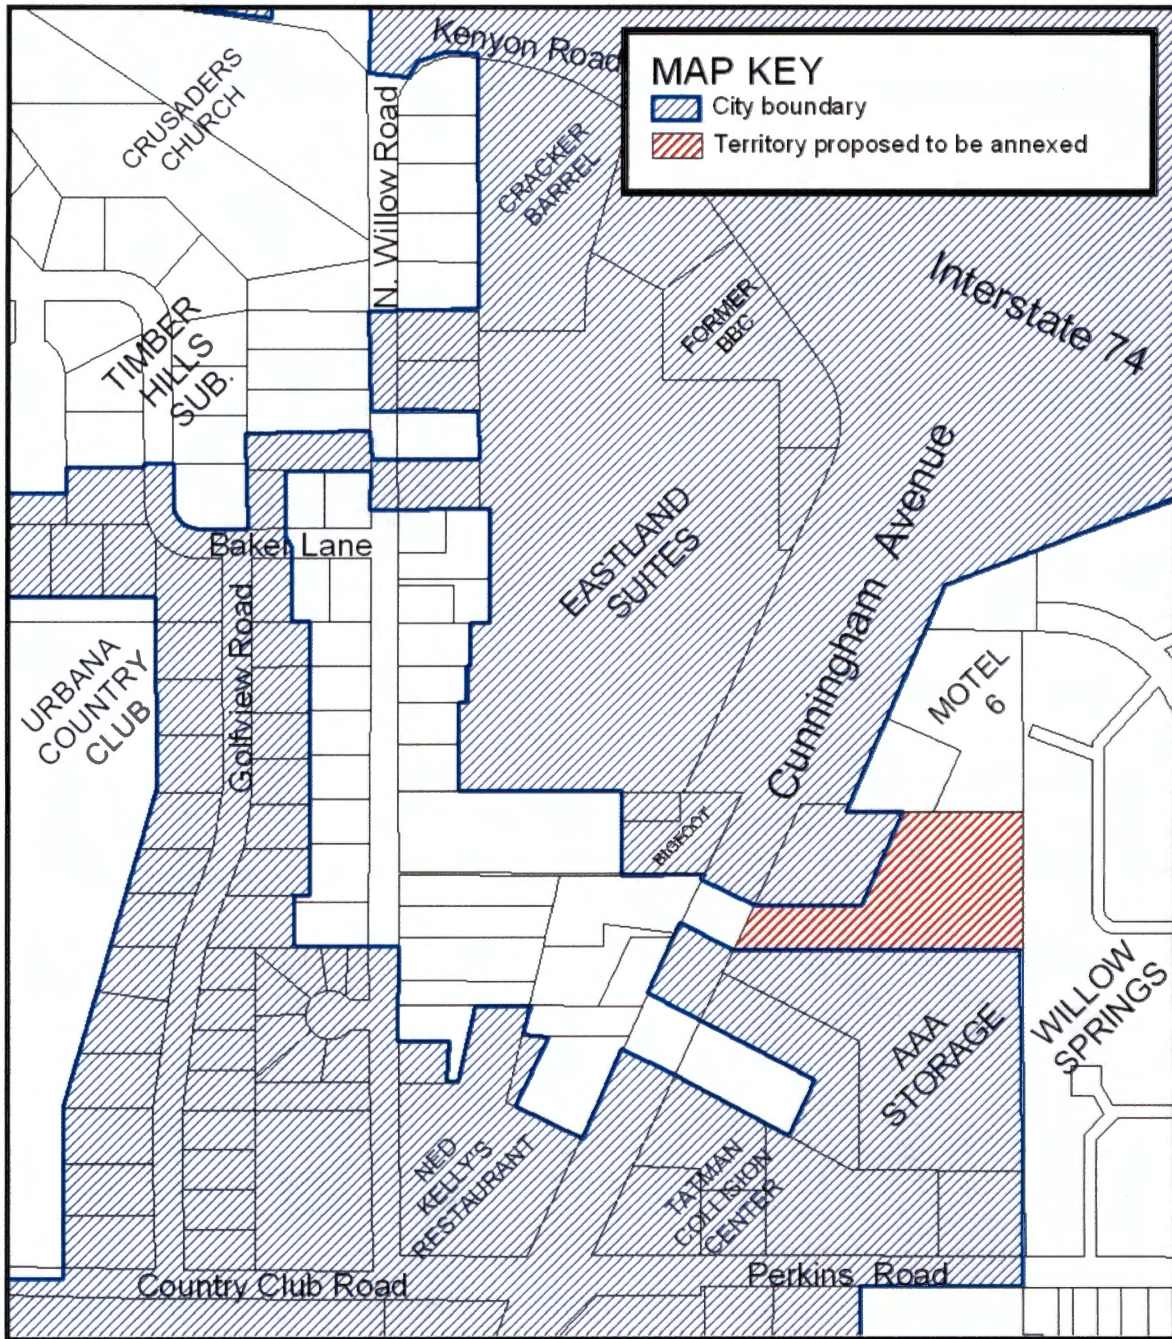 Kenyon Road
MAP KEY
City boundary
Territory proposed to be annexed
CRUSADERS
CHURCH
N. Willow Road
CRACKER
BARREL
Interstate 74
FORMER
BBC
TIMBER
HILLS
SUB.
Cunningham Avenue
EASTLAND
SUITES
Baker Lane
Golfview Road
URBANA
COUNTRY
CLUB
MOTEL
6
BIGFOOT
WILLOW
SPRINGS
AAA
STORAGE
NED
KELLY'S
RESTAURANT
TATMAN
COLLISION
CENTER
Country Club Road
Perkins Road